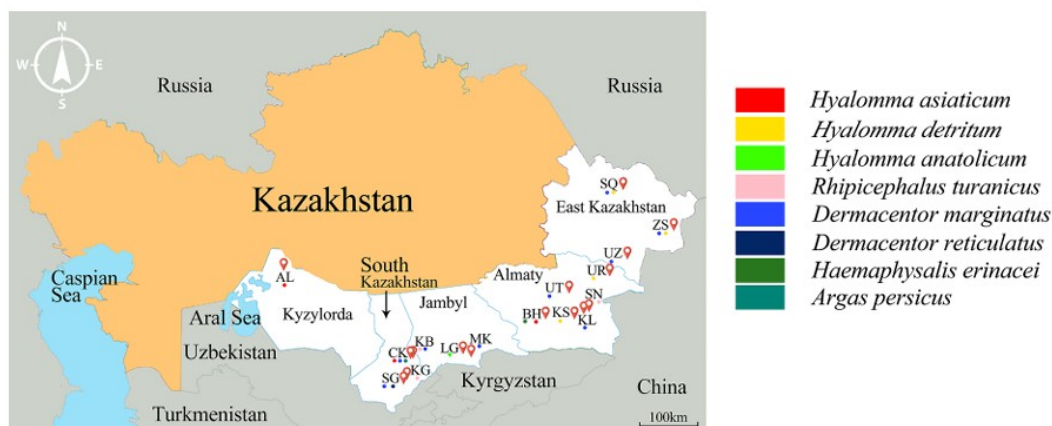 N
W E
S
Russia
Russia
Kazakhstan
Caspian
Sea
Aral Sea
Uzbekistan
Turkmenistan
Kyrgyzstan
China
100km
East Kazakhstan
SQ
ZS
UZ
UR
Almaty
UT
SN
BH
KS
KL
South
Kazakhstan
Jambyl
Kyzylorda
AL
KB
CK
LG
MK
SG
KG
Hyalomma asiaticum
Hyalomma detritum
Hyalomma anatolicum
Rhipicephalus turanicus
Dermacentor marginatus
Dermacentor reticulatus
Haemaphysalis erinacei
Argas persicus